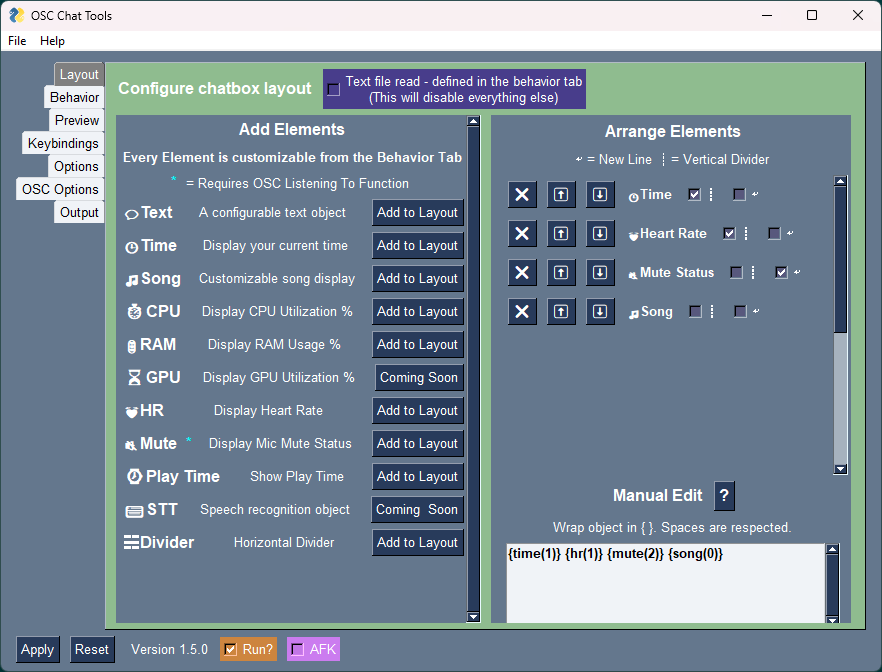 OSC Chat Tools
File Help
Layout
Behavior
Preview
Keybindings
Options
OSC Options
Output
Configure chatbox layout
Text file read - defined in the behavior tab
(This will disable everything else)
Add Elements
Every Element is customizable from the Behavior Tab
* = Requires OSC Listening To Function
Text A configurable text object Add to Layout
Time Display your current time Add to Layout
Song Customizable song display Add to Layout
CPU Display CPU Utilization % Add to Layout
RAM Display RAM Usage % Add to Layout
GPU Display GPU Utilization % Coming Soon
HR Display Heart Rate Add to Layout
Mute * Display Mic Mute Status Add to Layout
Play Time Show Play Time Add to Layout
STT Speech recognition object Coming Soon
Divider Horizontal Divider Add to Layout
Arrange Elements
= New Line = Vertical Divider
Time
Heart Rate
Mute Status
Song
Manual Edit ?
Wrap object in { }. Spaces are respected.
{time(1)} {hr(1)} {mute(2)} {song(0)}
Apply Reset Version 1.5.0 Run? AFK